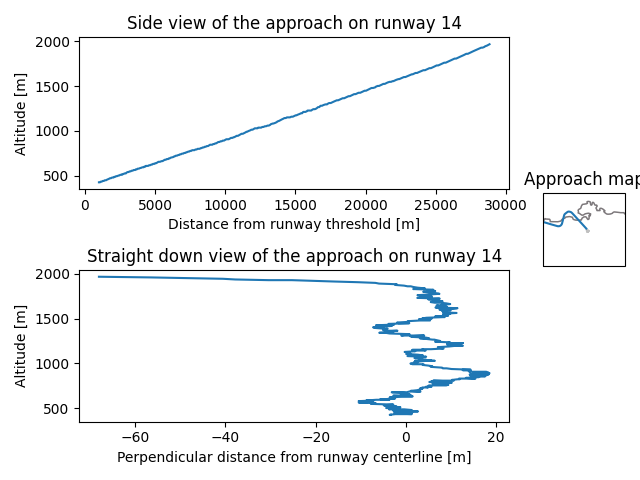 Side view of the approach on runway 14
Altitude [m]
2000
1500
1000
500
0 5000 10000 15000 20000 25000 30000
Distance from runway threshold [m]
Approach map
Straight down view of the approach on runway 14
Altitude [m]
2000
1500
1000
500
−60 −40 −20 0 20
Perpendicular distance from runway centerline [m]